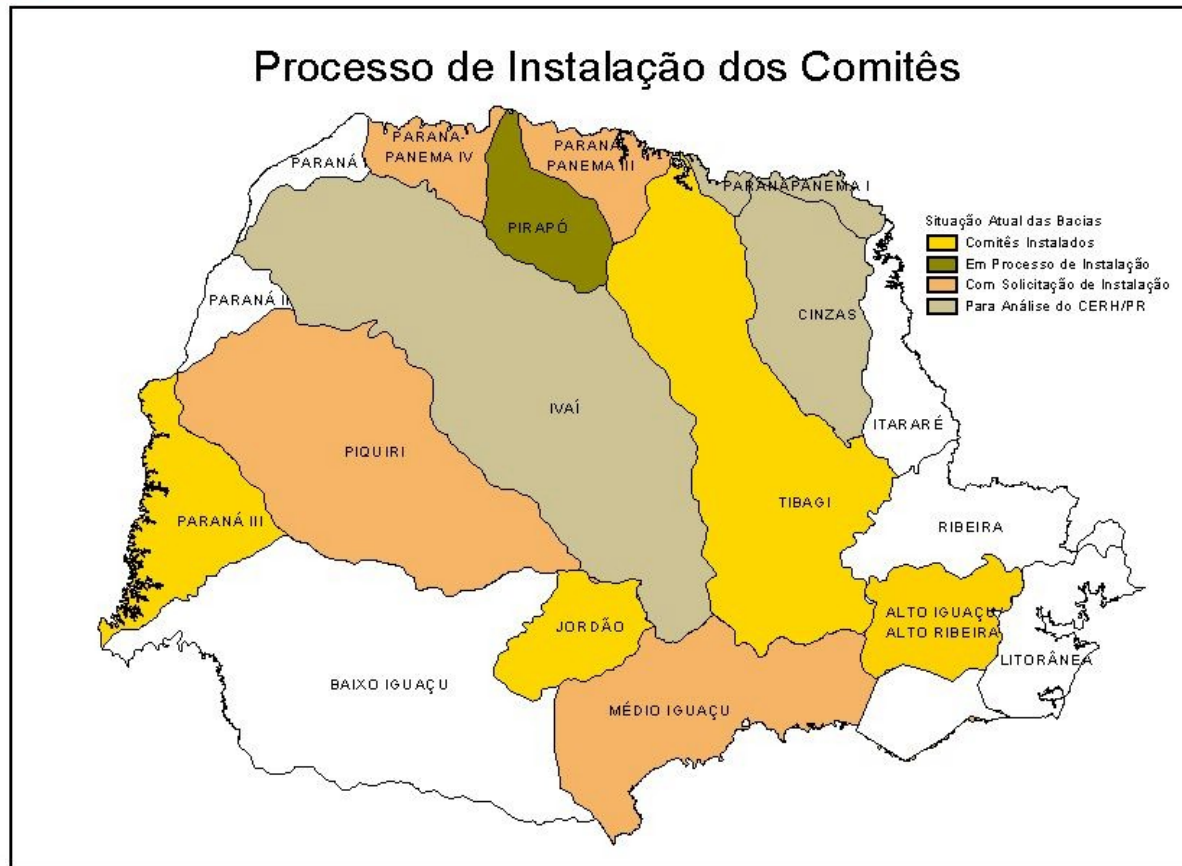 Processo de Instalação dos Comitês
PARANÁ I
PARANA-
PANEMA IV
PARANÁ
PANEMA III
PARANAPANEMA I
PIRAPÓ
Situação Atual das Bacias
Comitês Instalados
Em Processo de Instalação
Com Solicitação de Instalação
Para Análise do CERH/PR
PARANÁ II
CINZAS
IVAÍ
ITARARÉ
PIQUIRI
TIBAGI
PARANÁ III
RIBEIRA
JORDÃO
ALTO IGUAÇU/
ALTO RIBEIRA
LITORÂNEA
BAIXO IGUAÇU
MÉDIO IGUAÇU